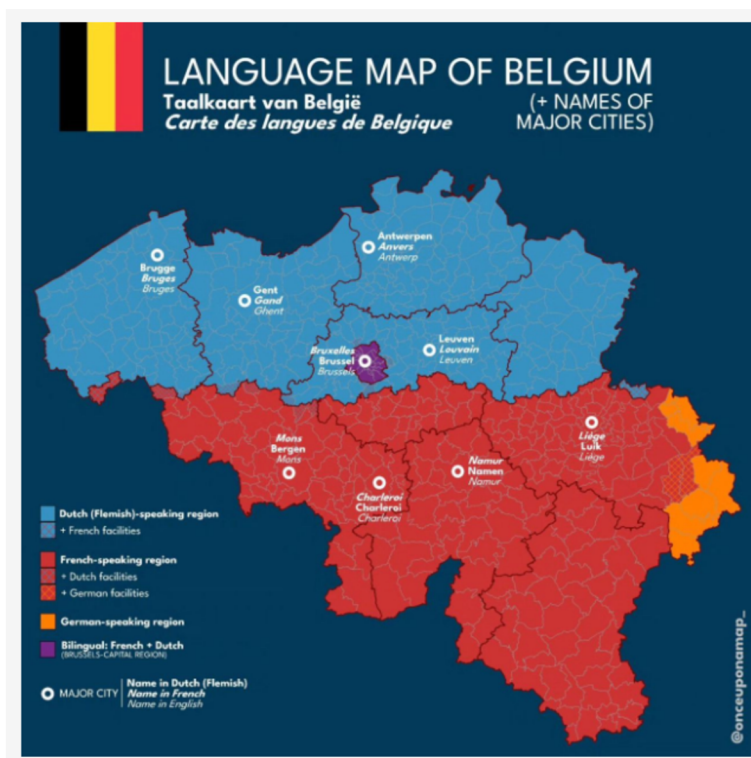 LANGUAGE MAP OF BELGIUM
Taalkaart van België
(+ NAMES OF
Carte des langues de Belgique
MAJOR CITIES)
Antwerpen
Anvers
Antwerp
Brugge
Bruges
Bruges
Gent
Gand
Ghent
Leuven
Louvain
Leuven
Bruxelles
Brussel
Brussels
Liège
Luik
Liège
Mons
Bergen
Mons
Namur
Namen
Namur
Charleroi
Charleroi
Charleroi
Dutch (Flemish)-speaking region
+ French facilities
French-speaking region
+ Dutch facilities
+ German facilities
German-speaking region
Bilingual: French + Dutch
(BRUSSELS-CAPITAL REGION)
MAJOR CITY
Name in Dutch (Flemish)
Name in French
Name in English
@onceuponamap_